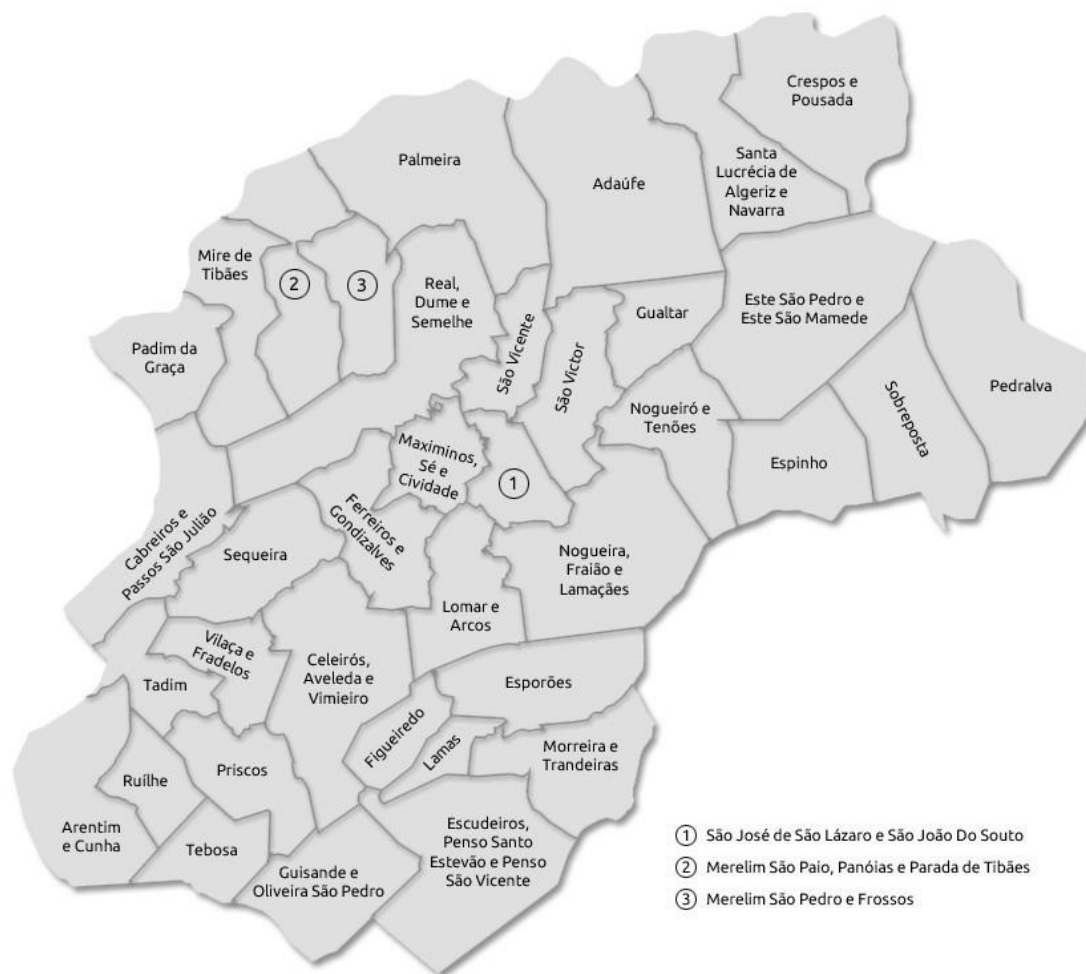 Crespos e
Pousada
Palmeira
Santa
Lucrécia de
Algeriz e
Navarra
Adaúfe
Mire de
Tibães
2
3
Real,
Dume e
Semelhe
São Vicente
São Victor
Gualtar
Este São Pedro e
Este São Mamede
Padim da
Graça
Pedralva
Sobreposta
Nogueiró e
Tenões
Espinho
Maximinos,
Sé e
Cividade
1
Ferreiros e
Gondizalves
Cabreiros e
Passos São Julião
Sequeira
Nogueira,
Fraião e
Lamaçães
Lomar e
Arcos
Vilaça e
Fradelos
Celeirós,
Aveleda e
Vimieiro
Tadim
Esporões
Figueiredo
Lamas
Morreira e
Trandeiras
Ruílhe
Priscos
Arentim
e Cunha
Tebosa
Guisande e
Oliveira São Pedro
Escudeiros,
Penso Santo
Estevão e Penso
São Vicente
1 São José de São Lázaro e São João Do Souto
2 Merelim São Paio, Panóias e Parada de Tibães
3 Merelim São Pedro e Frossos